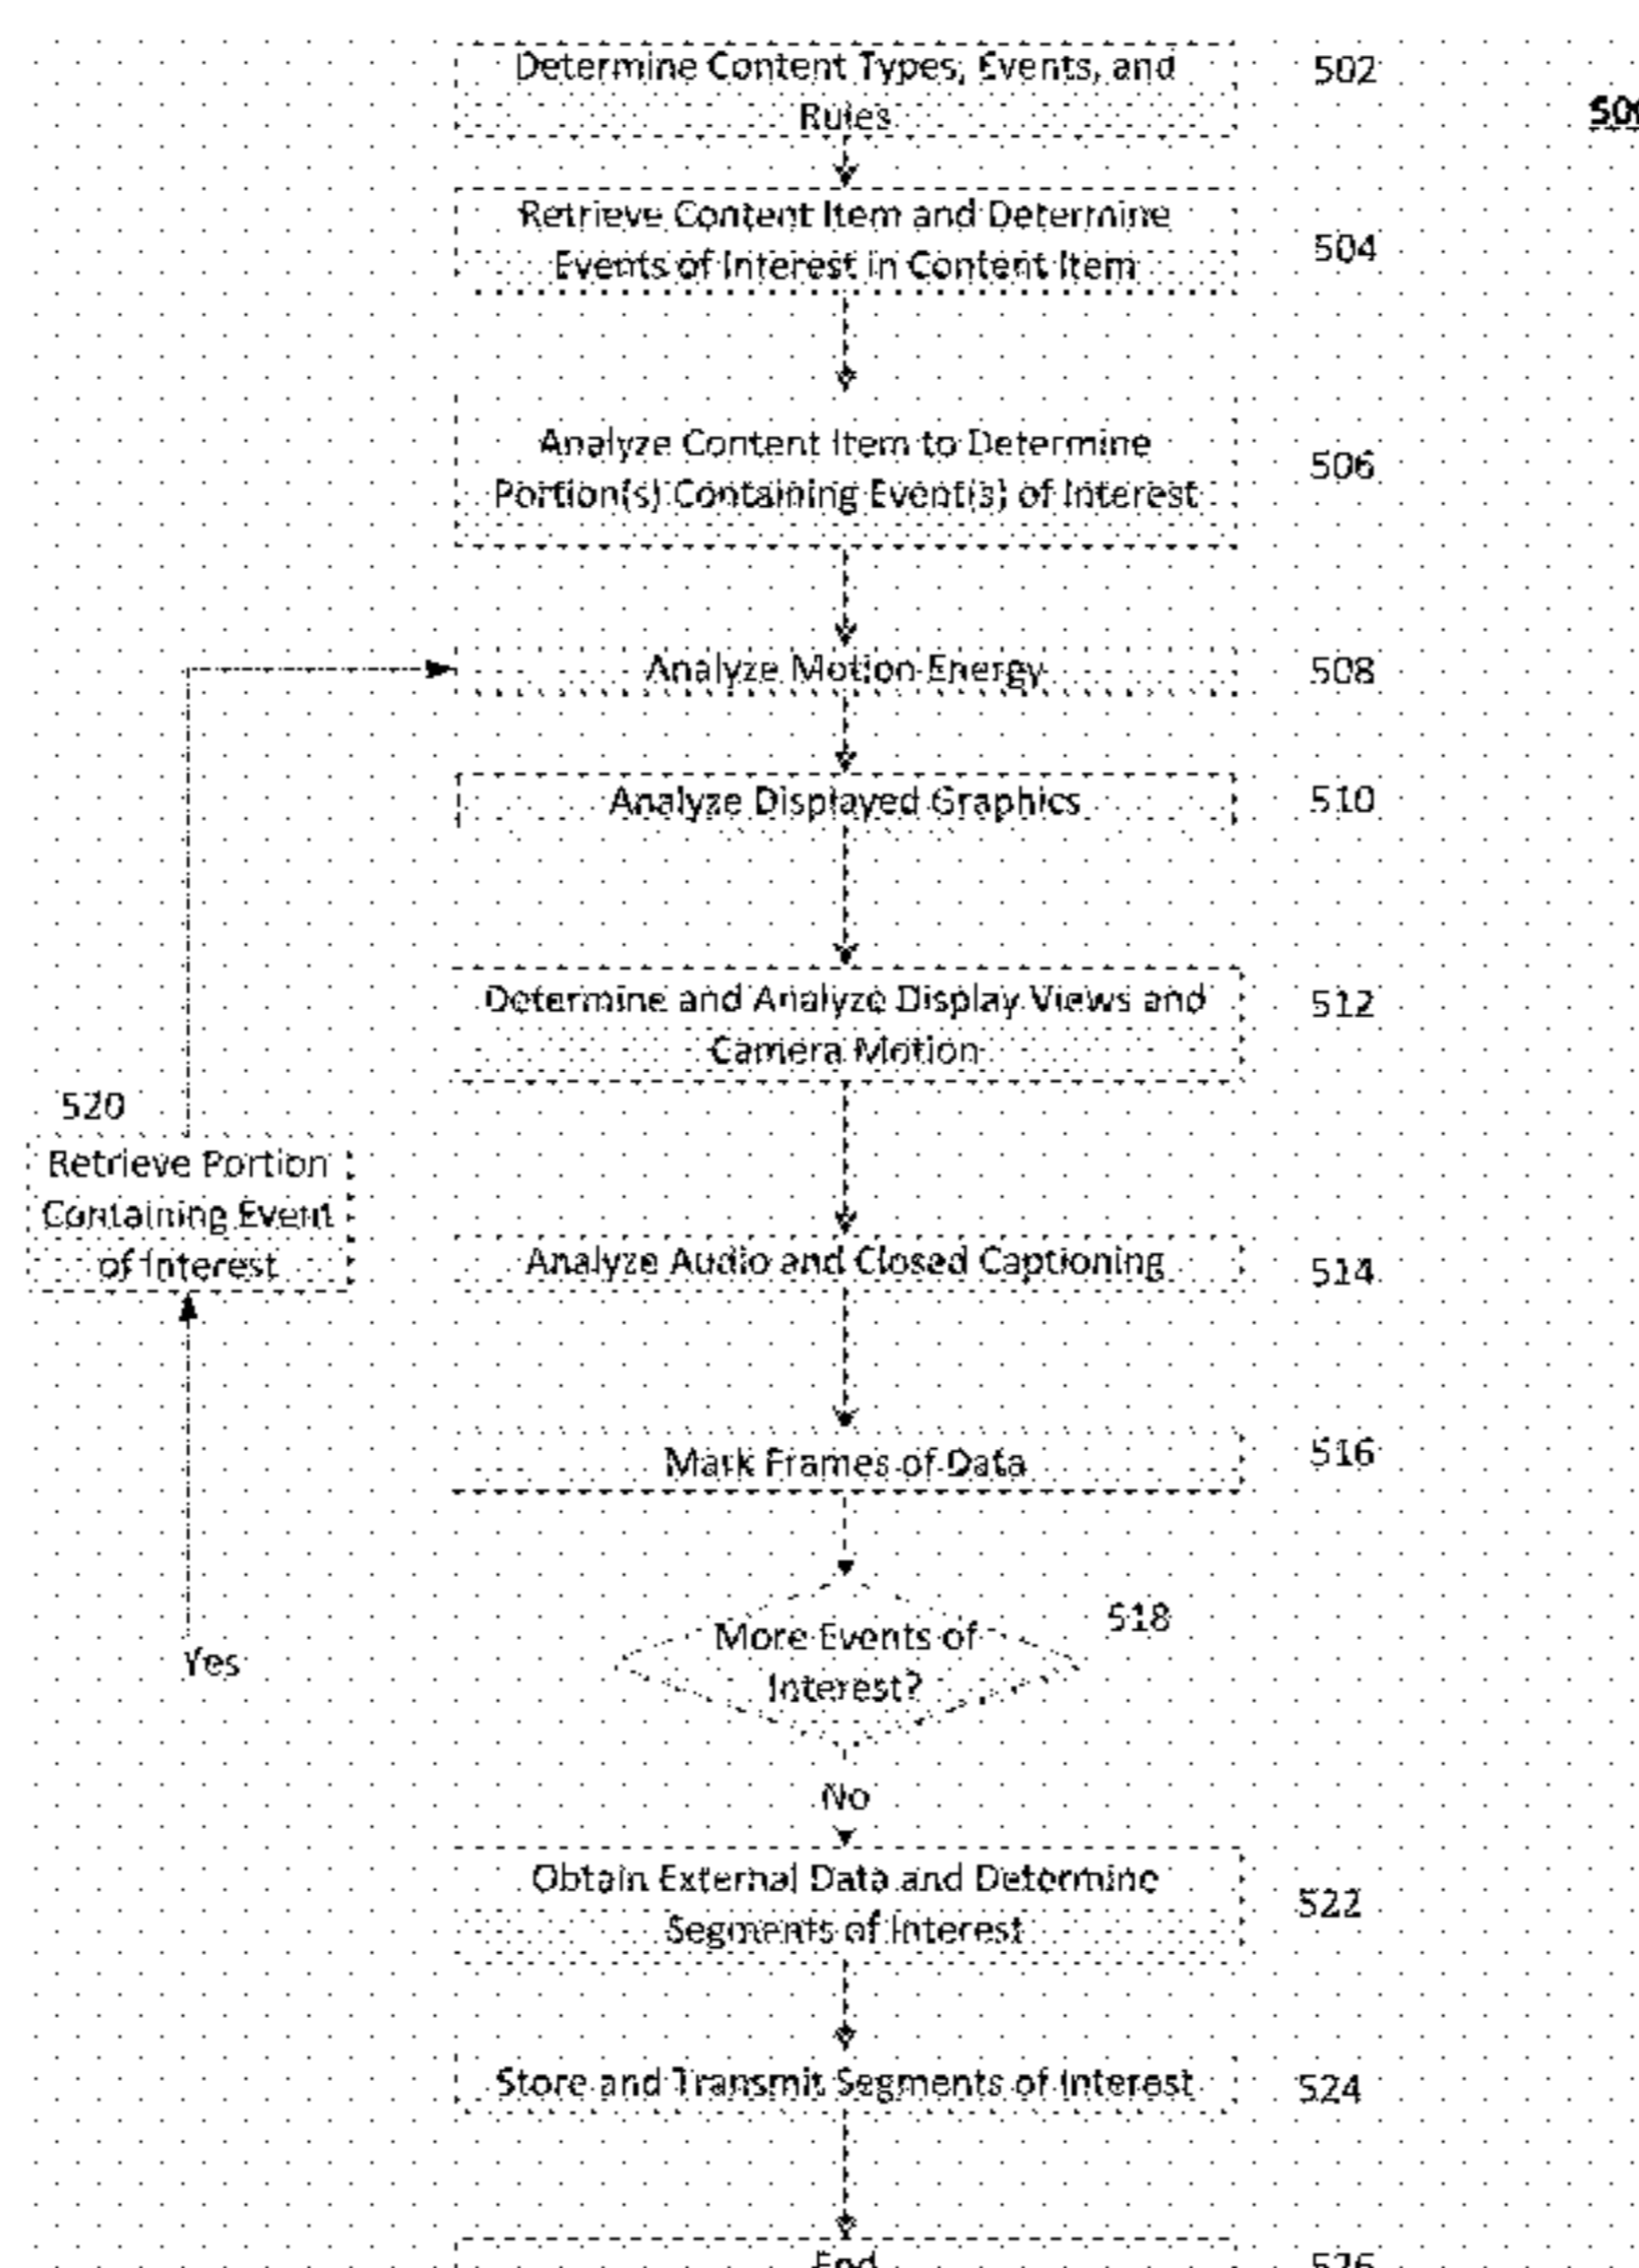 Determine Content Types, Events, and
Rules
502
Retrieve Content Item and Determine
Events of Interest in Content Item
504
Analyze Content Item to Determine
Portion(s) Containing Event(s) of Interest
506
Analyze Motion Energy
508
Analyze Displayed Graphics
510
Determine and Analyze Display Views and
Camera Motion
512
520
Retrieve Portion
Containing Event
of Interest
Analyze Audio and Closed Captioning
514
Mark Frames of Data
516
More Events of
Interest?
518
Yes
No
Obtain External Data and Determine
Segments of Interest
522
Store and Transmit Segments of Interest
524
End
526